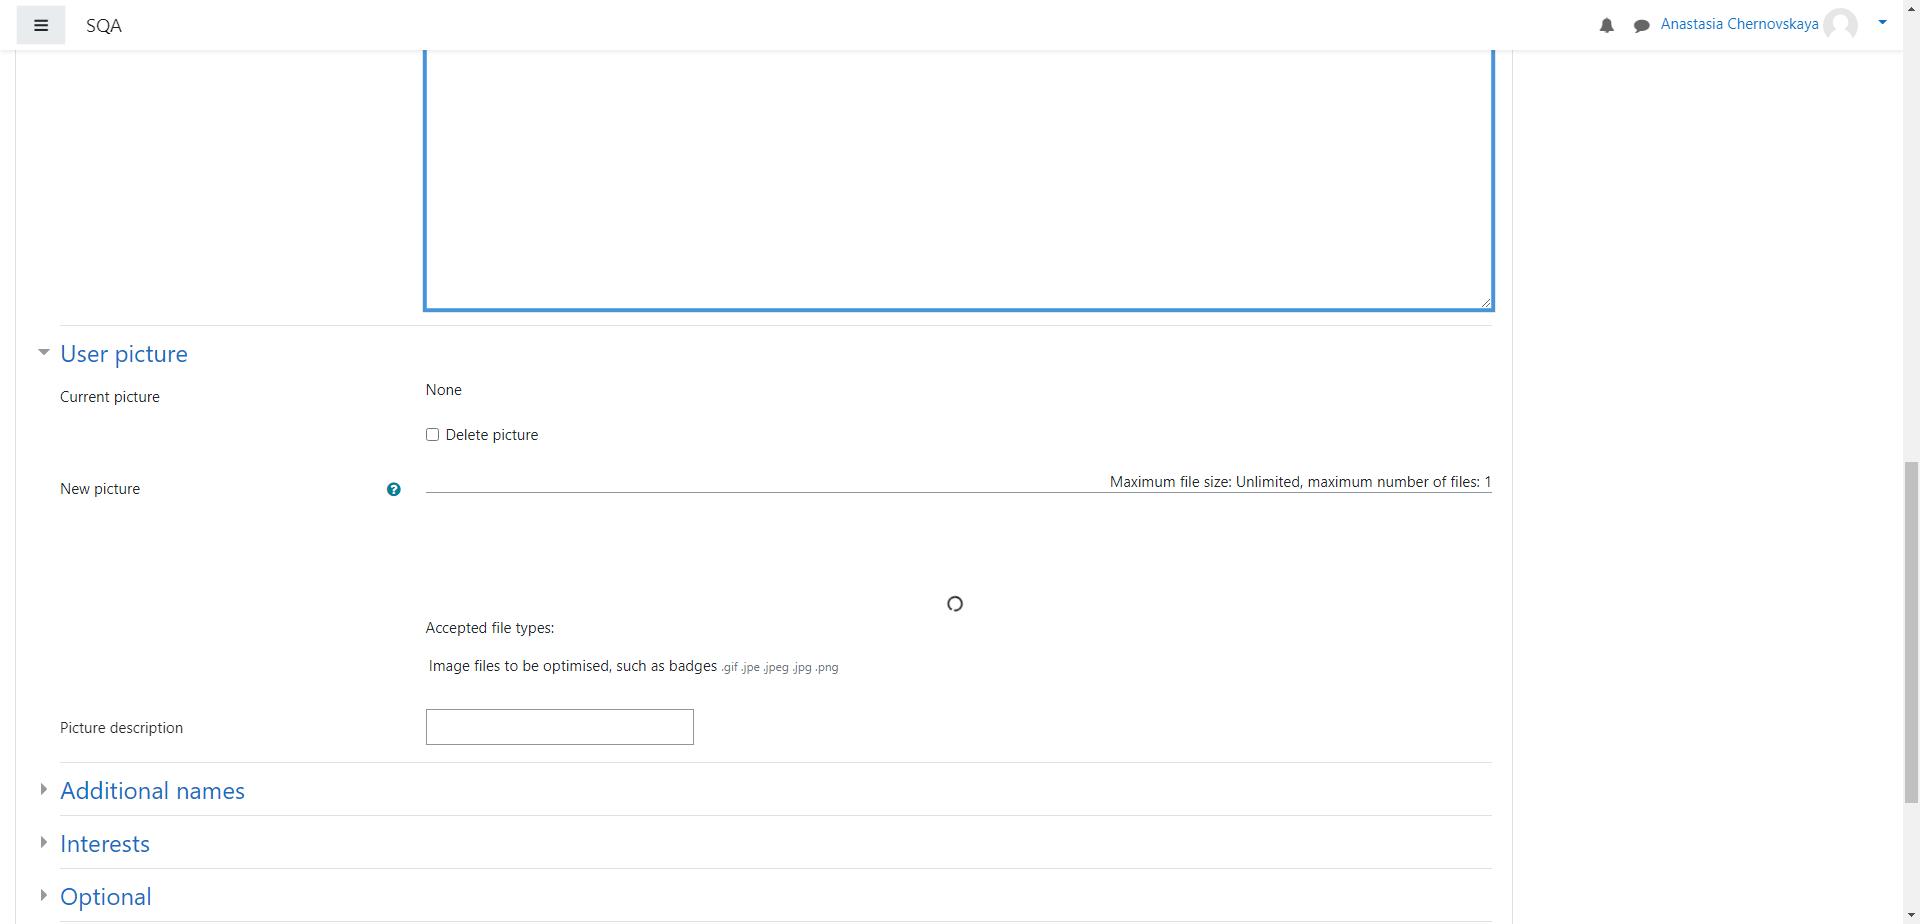 SQA
Anastasia Chernovskaya
User picture
Current picture
None
Delete picture
New picture
Maximum file size: Unlimited, maximum number of files: 1
Accepted file types:
Image files to be optimised, such as badges .gif .jpe .jpeg .jpg .png
Picture description
Additional names
Interests
Optional